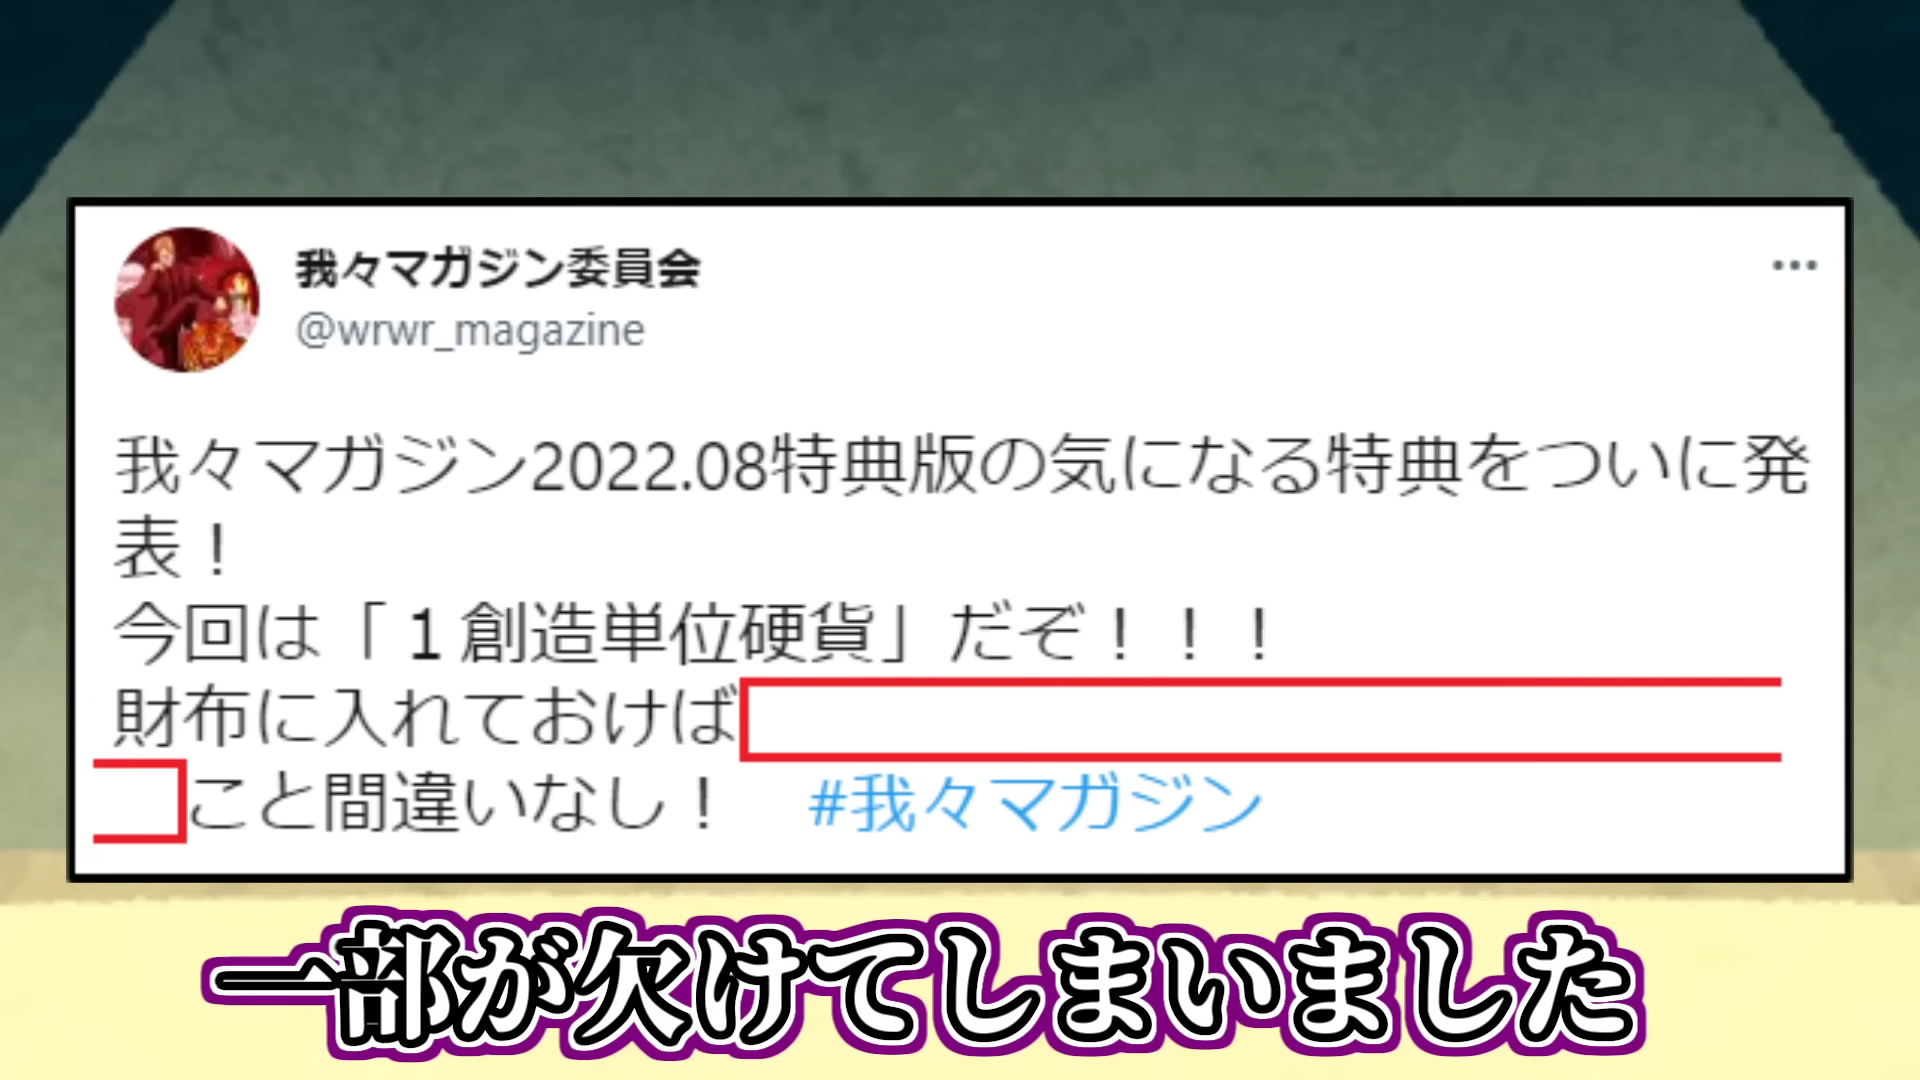 我々マガジン委員会
@wrwr_magazine
我々マガジン2022.08特典版の気になる特典をついに発
表！
今回は「１創造単位硬貨」だぞ！！！
財布に入れておけば
こと間違いなし！　#我々マガジン
一部が欠けてしまいました